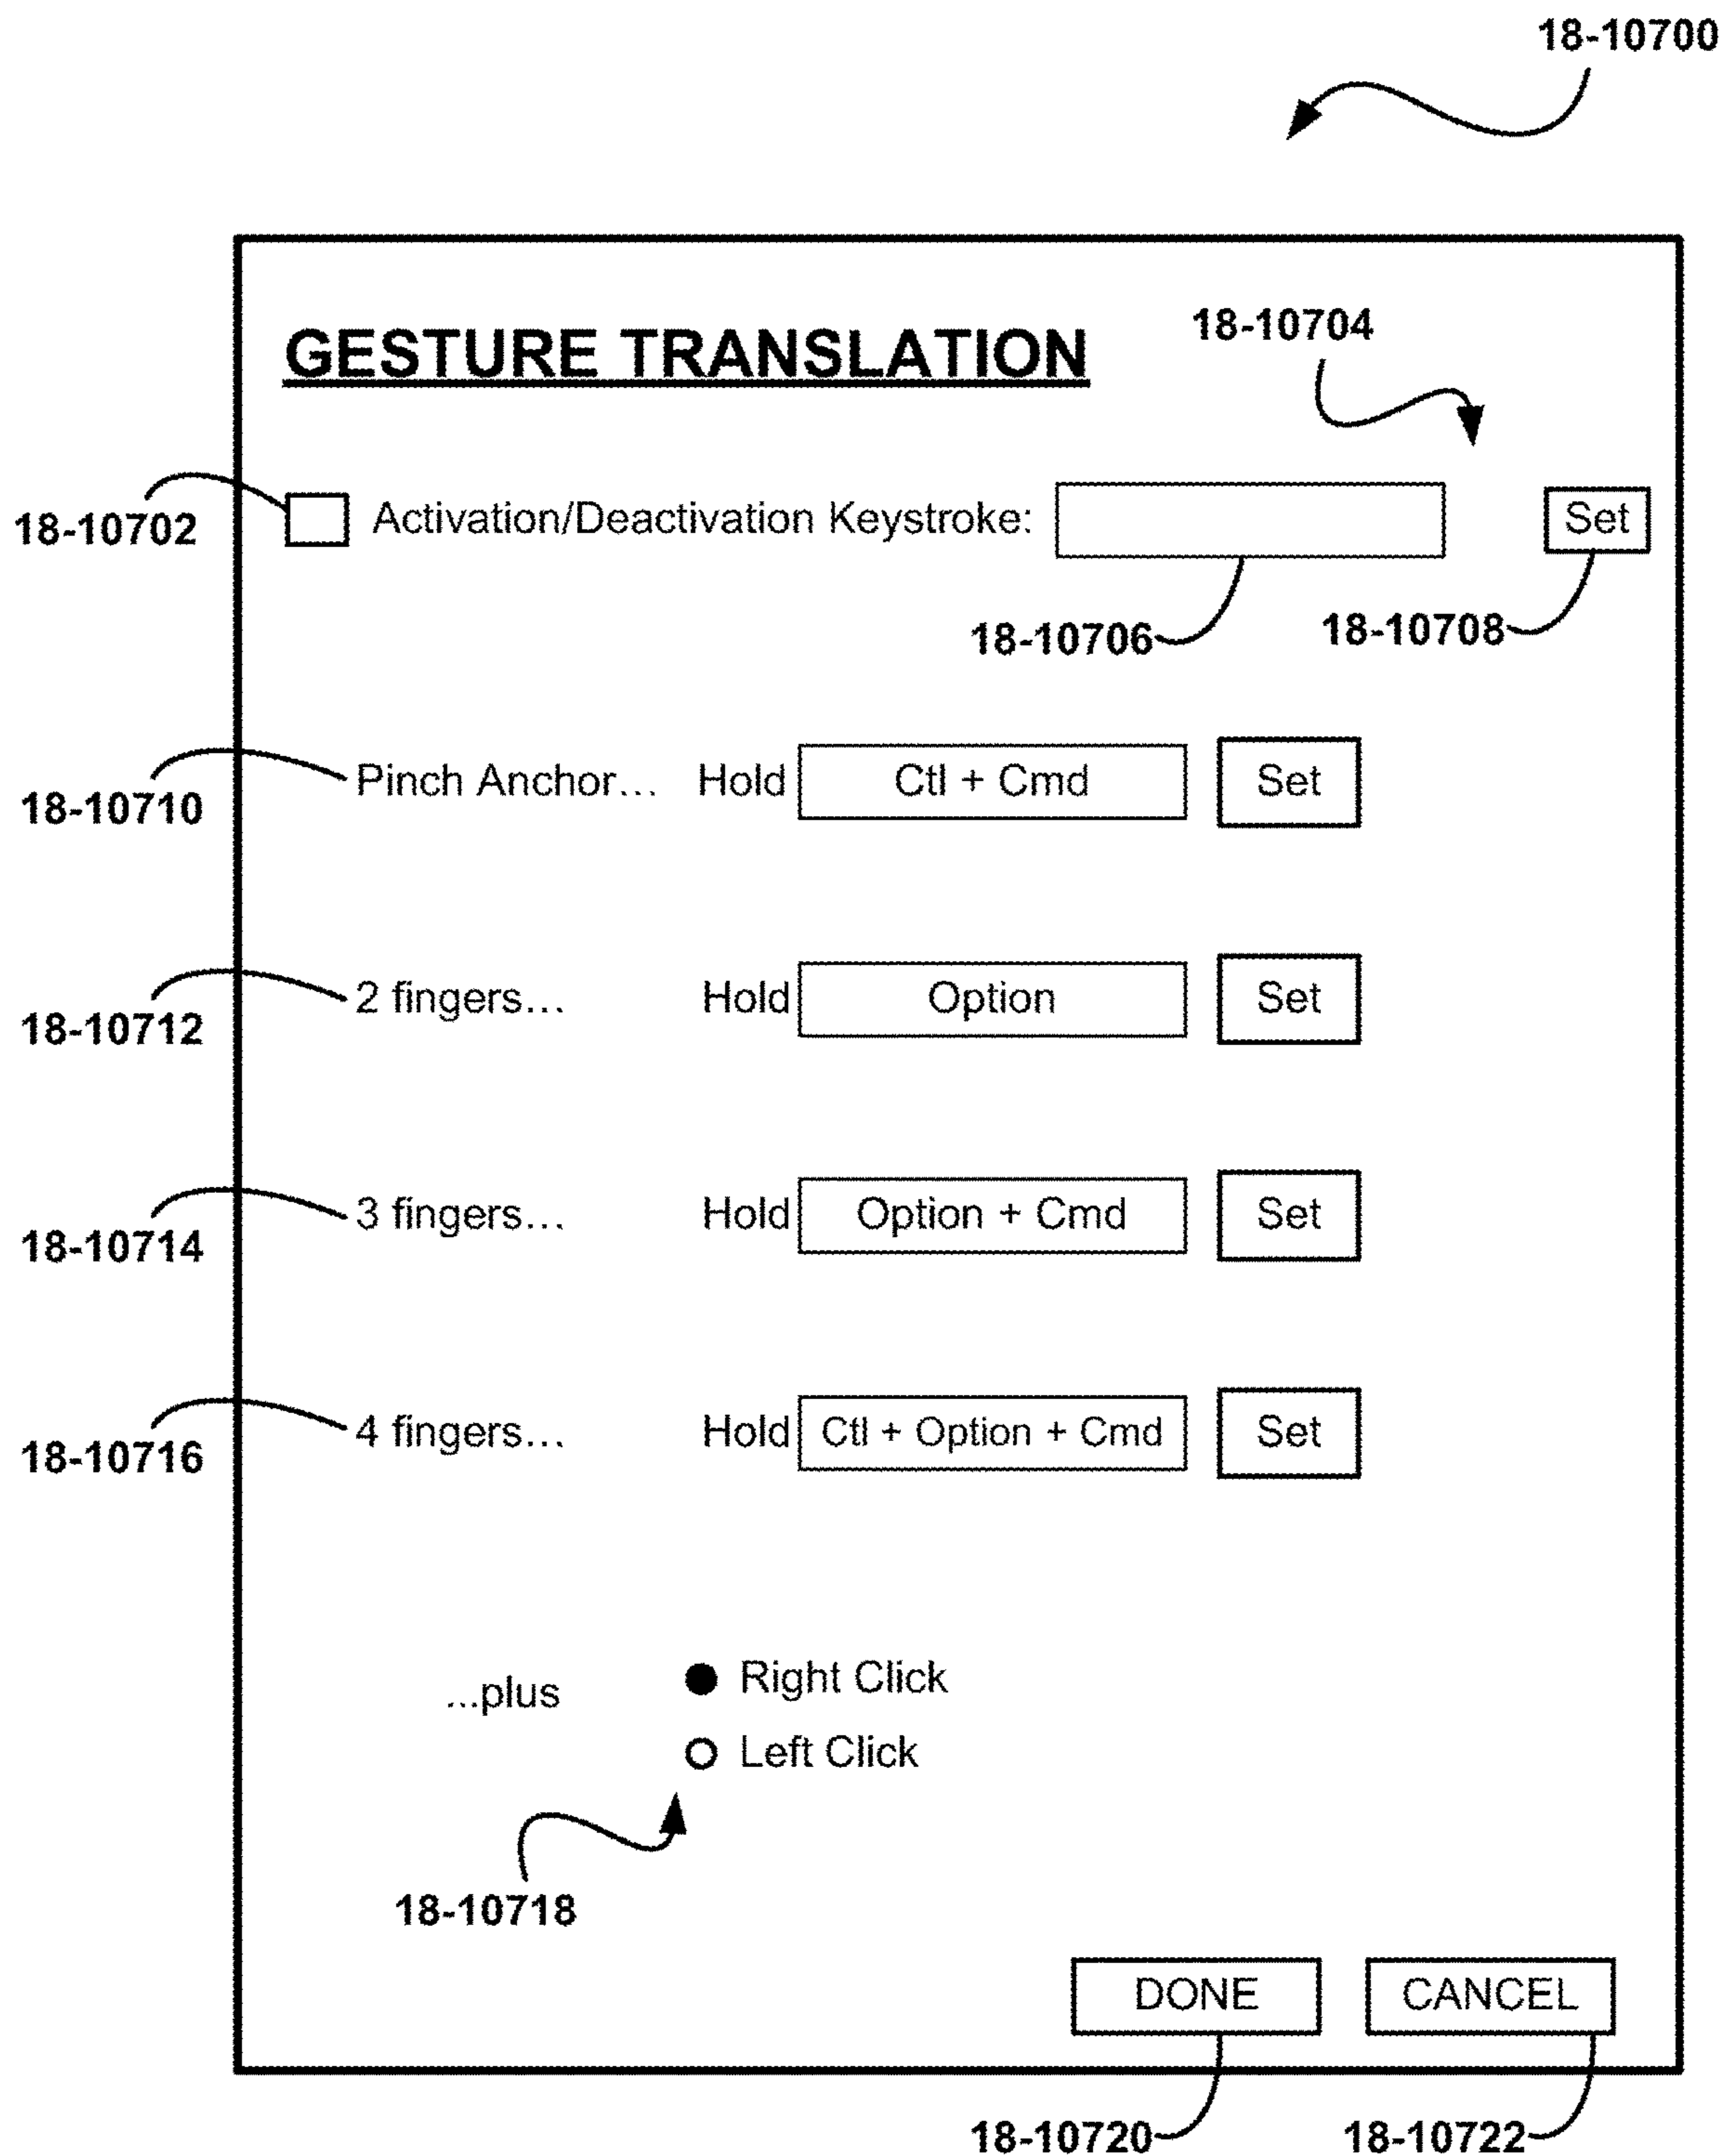 18-10700
GESTURE TRANSLATION
18-10704
18-10702
Activation/Deactivation Keystroke:
Set
18-10706
18-10708
Pinch Anchor... Hold Ctl + Cmd Set
18-10710
2 fingers... Hold Option Set
18-10712
3 fingers... Hold Option + Cmd Set
18-10714
4 fingers... Hold Ctl + Option + Cmd Set
18-10716
...plus
Right Click
Left Click
18-10718
DONE
CANCEL
18-10720
18-10722